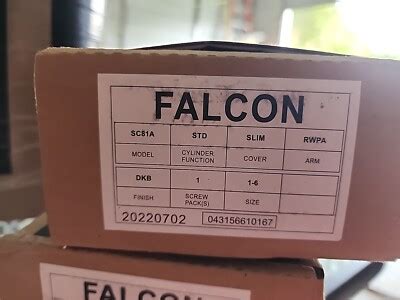 FALCON
SC81A STD SLIM RWPA
MODEL CYLINDER FUNCTION COVER ARM
DKB 1 1-6
FINISH SCREW PACK(S) SIZE
20220702 043156610167
FALCON